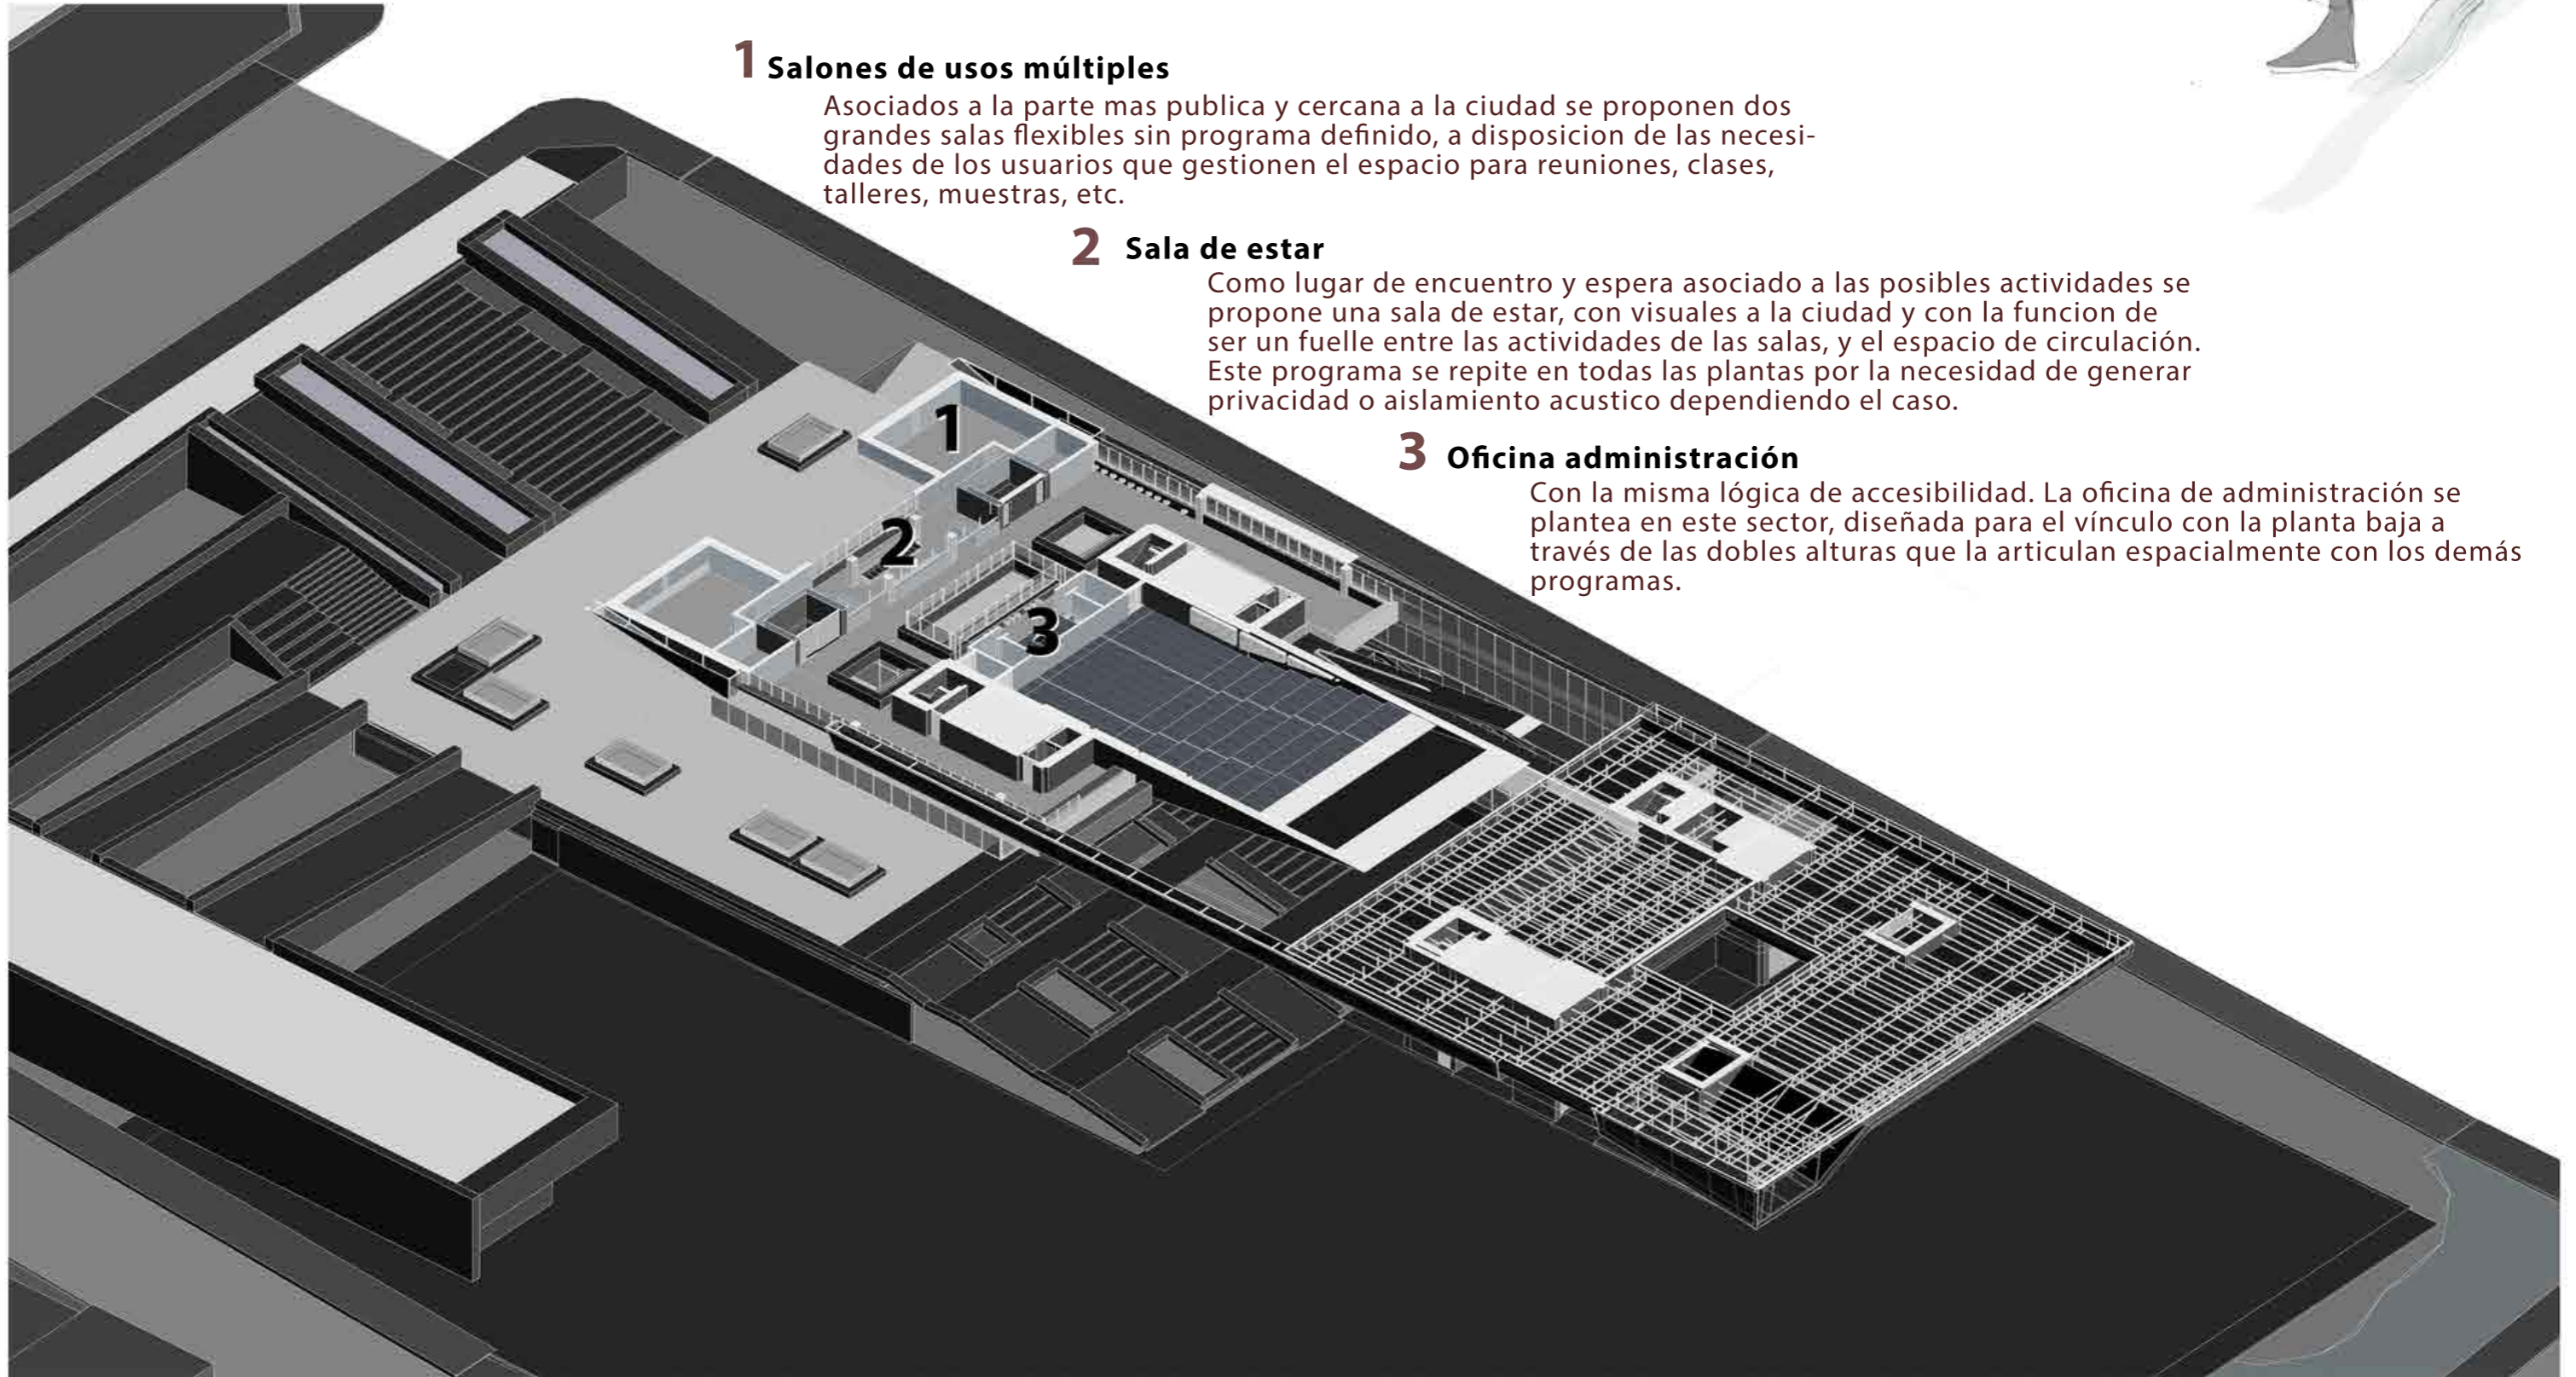 1 Salones de usos múltiples
Asociados a la parte mas publica y cercana a la ciudad se proponen dos
grandes salas flexibles sin programa definido, a disposicion de las necesi-
dades de los usuarios que gestionen el espacio para reuniones, clases,
talleres, muestras, etc.
2 Sala de estar
Como lugar de encuentro y espera asociado a las posibles actividades se
propone una sala de estar, con visuales a la ciudad y con la funcion de
ser un fuelle entre las actividades de las salas, y el espacio de circulación.
Este programa se repite en todas las plantas por la necesidad de generar
privacidad o aislamiento acustico dependiendo el caso.
3 Oficina administración
Con la misma lógica de accesibilidad. La oficina de administración se
plantea en este sector, diseñada para el vínculo con la planta baja a
través de las dobles alturas que la articulan espacialmente con los demás
programas.
1
2
3